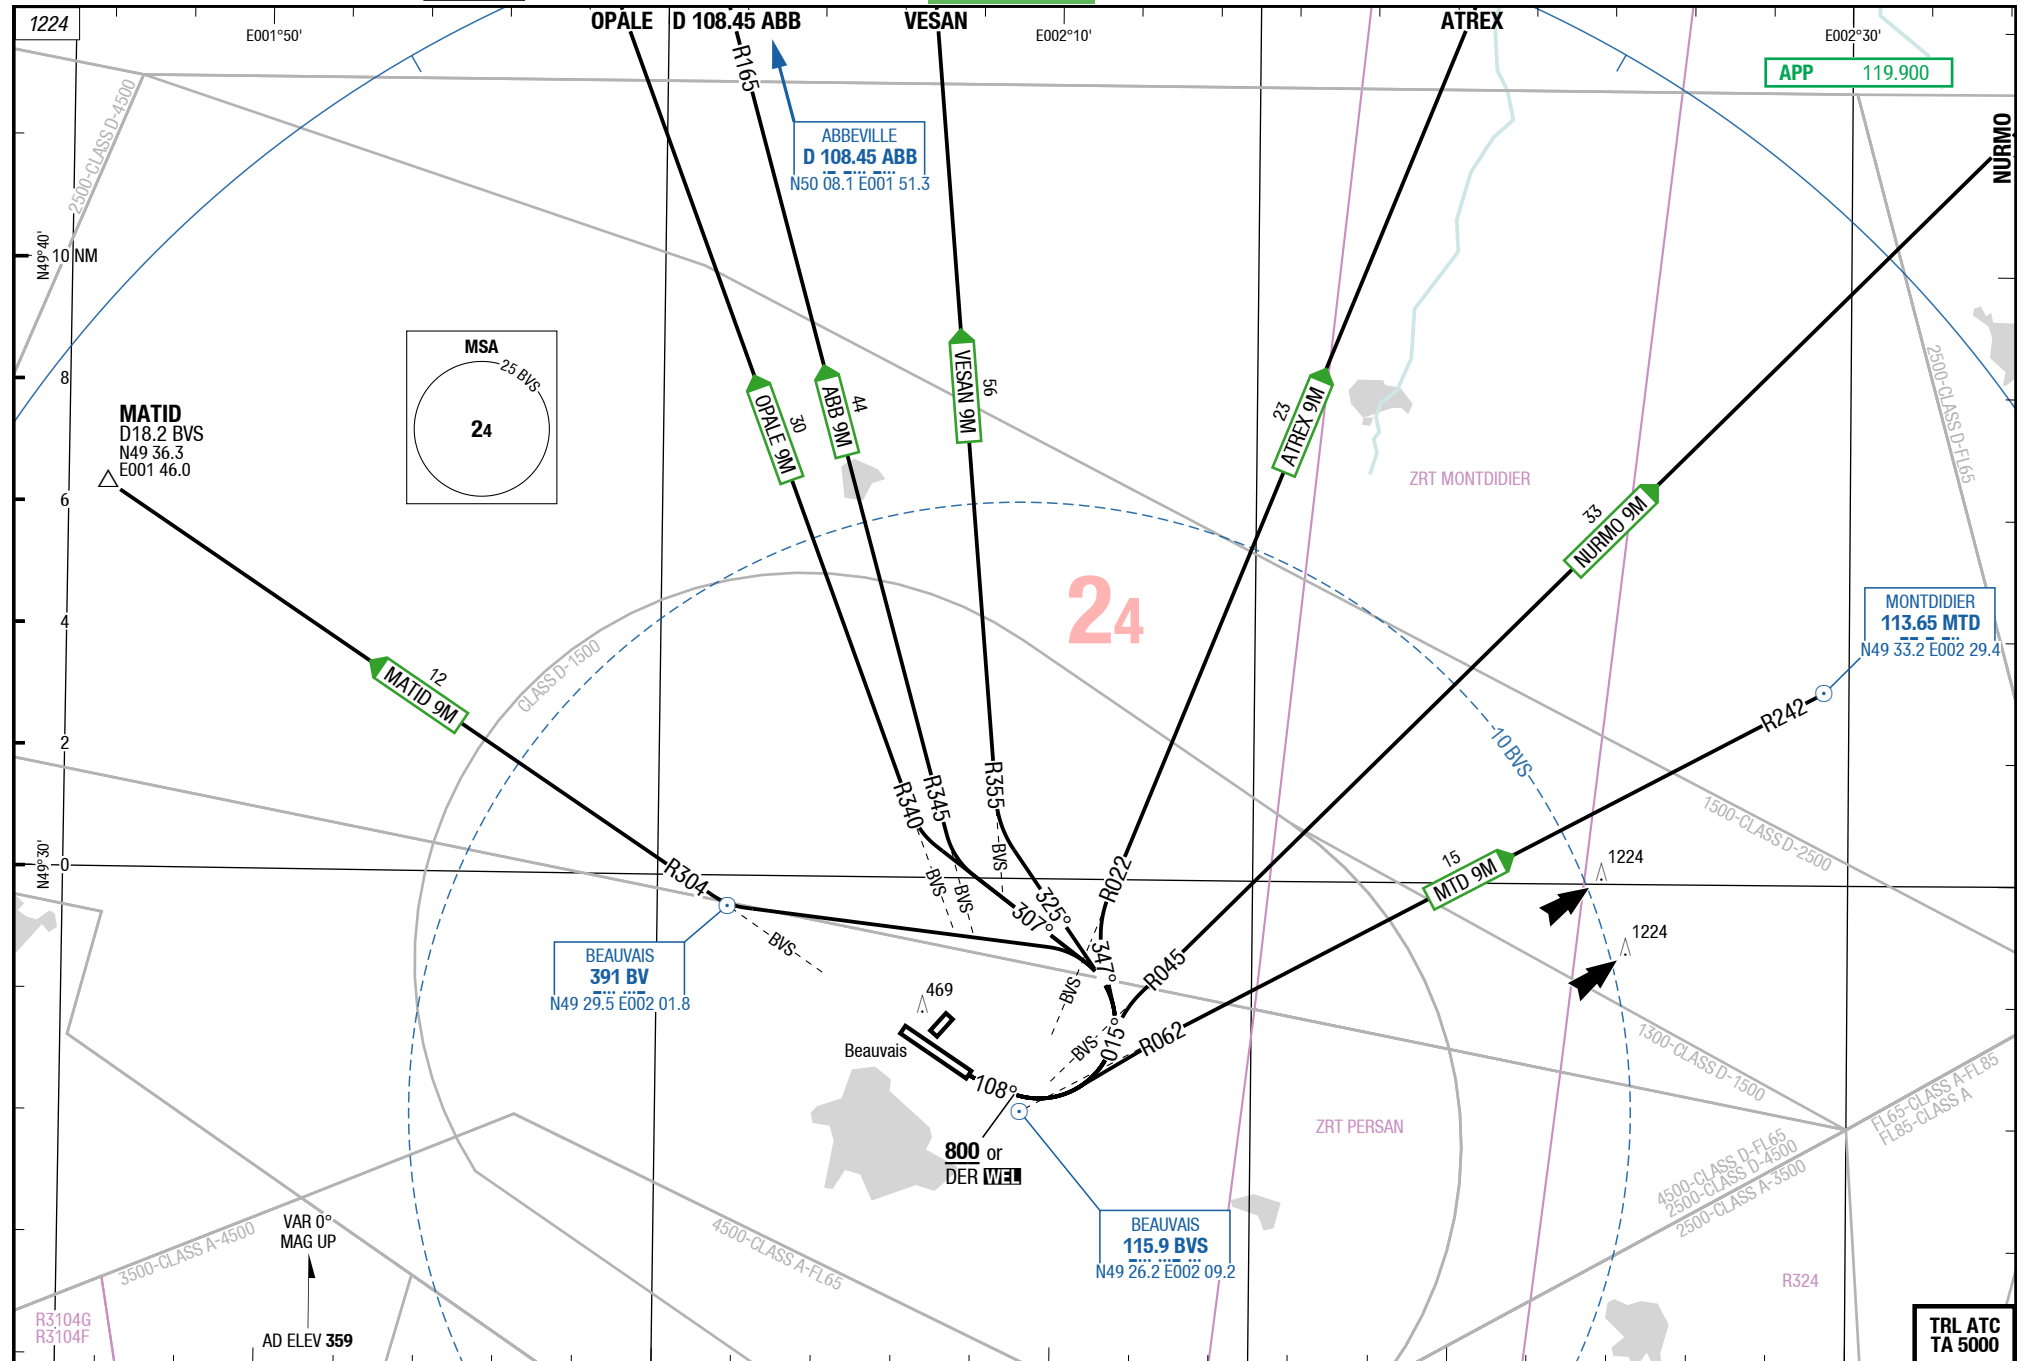 1224
OPALE
D 108.45 ABB
VESAN
ATREX
E001°50'
E002°10'
E002°30'
APP 119.900
NURMO
R165
ABBEVILLE
D 108.45 ABB
N50 08.1 E001 51.3
2500-CLASS D-4500
N49°40'
10 NM
8
6
4
2
0
N49°30'
MSA
25 BVS
24
MATID
D18.2 BVS
N49 36.3
E001 46.0
OPALE 9M
30
ABB 9M
44
VESAN 9M
56
ATREX 9M
23
NURMO 9M
33
2500-CLASS D-FL65
ZRT MONTDIDIER
24
MONTDIDIER
113.65 MTD
N49 33.2 E002 29.4
MATID 9M
12
CLASS D-1500
R242
10 BVS
R340
R345
R355
R022
1500-CLASS D-2500
MTD 9M
15
1224
1224
R304
BVS
BVS
BVS
BVS
307°
325°
347°
R045
BEAUVAIS
391 BV
N49 29.5 E002 01.8
BVS
469
Beauvais
BVS
015°
R062
108°
1300-CLASS D-1500
800 or
DER WEL
ZRT PERSAN
FL65-CLASS A-FL85
FL85-CLASS A
4500-CLASS D-FL65
2500-CLASS D-4500
2500-CLASS A-3500
BEAUVAIS
115.9 BVS
N49 26.2 E002 09.2
VAR 0°
MAG UP
3500-CLASS A-4500
4500-CLASS A-FL65
R324
R3104G
R3104F
AD ELEV 359
TRL ATC
TA 5000